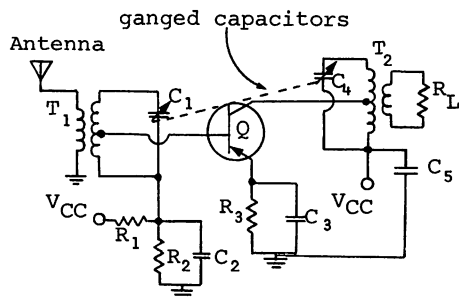 ganged capacitors
Antenna
T1
C1
Q
C4
T2
RL
VCC
R1
R2
C2
R3
C3
VCC
C5